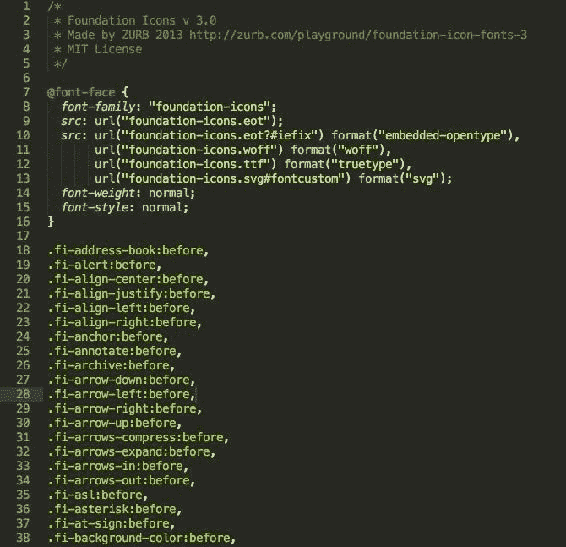 1 /*
2  * Foundation Icons v 3.0
3  * Made by ZURB 2013 http://zurb.com/playground/foundation-icon-fonts-3
4  * MIT License
5  */
6
7 @font-face {
8   font-family: "foundation-icons";
9   src: url("foundation-icons.eot");
10   src: url("foundation-icons.eot?#iefix") format("embedded-opentype"),
11        url("foundation-icons.woff") format("woff"),
12        url("foundation-icons.ttf") format("truetype"),
13        url("foundation-icons.svg#fontcustom") format("svg");
14   font-weight: normal;
15   font-style: normal;
16 }
17
18 .fi-address-book:before,
19 .fi-alert:before,
20 .fi-align-center:before,
21 .fi-align-justify:before,
22 .fi-align-left:before,
23 .fi-align-right:before,
24 .fi-anchor:before,
25 .fi-annotate:before,
26 .fi-archive:before,
27 .fi-arrow-down:before,
28 .fi-arrow-left:before,
29 .fi-arrow-right:before,
30 .fi-arrow-up:before,
31 .fi-arrows-compress:before,
32 .fi-arrows-expand:before,
33 .fi-arrows-in:before,
34 .fi-arrows-out:before,
35 .fi-asl:before,
36 .fi-asterisk:before,
37 .fi-at-sign:before,
38 .fi-background-color:before,